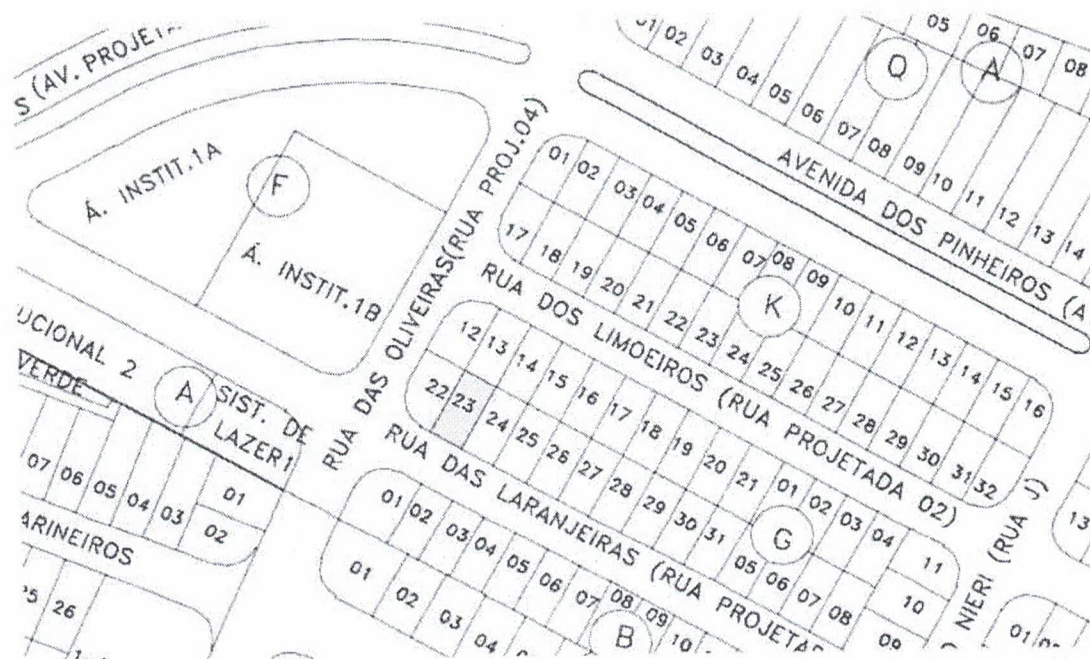 S (AV. PROJETA
Á. INSTIT.1A
F
Á. INSTIT.1B
RUA DAS OLIVEIRAS(RUA PROJ.04)
01 02 03 04 05 06 07 08 09 10 11 12 13 14
05 06 07 08
Q
A
AVENIDA DOS PINHEIROS (A
01 02 03 04 05 06 07 08 09 10 11 12 13 14 15 16
K
17 18 19 20 21 22 23 24 25 26 27 28 29 30 31 32
RUA DOS LIMOEIROS (RUA PROJETADA 02)
12 13 14 15 16 17 18 19 20 21 01 02 03 04 11
G
10
22 23 24 25 26 27 28 29 30 31 05 06 07 08 09
RUA DAS LARANJEIRAS (RUA PROJETAD
NIERI (RUA J)
13
01
UCIONAL 2
VERDE
A
SIST. DE
LAZER1
07 06 05 04 03
01
02
ARINEIROS
26
01 02 03 04 05 06 07 08 09 10
B
01 02 03 04